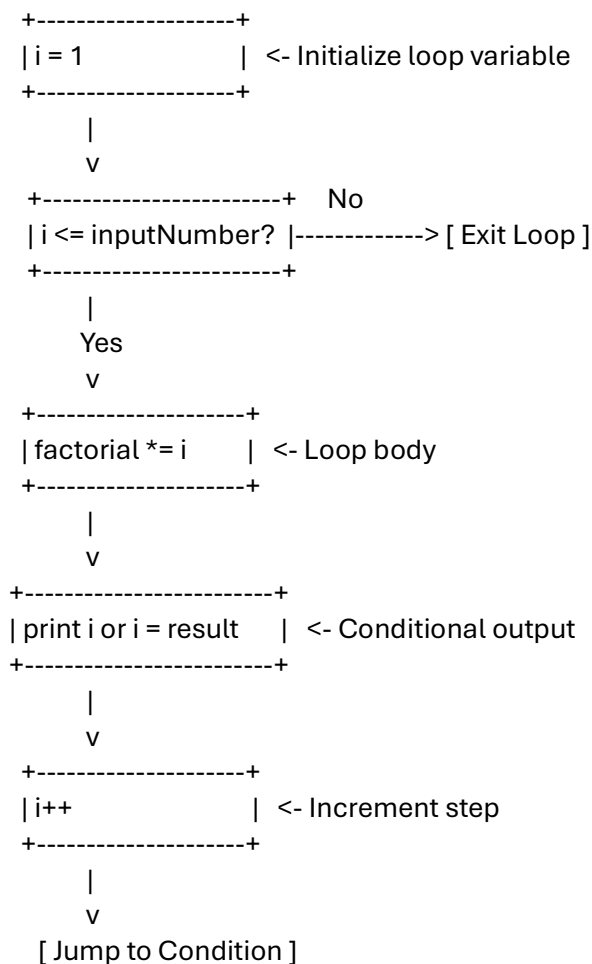 +--------------------+
| i = 1 | <- Initialize loop variable
+--------------------+
|
v
+------------------------+ No
| i <= inputNumber? |-------------> [ Exit Loop ]
+------------------------+
|
Yes
v
+---------------------+
| factorial *= i | <- Loop body
+---------------------+
|
v
+-------------------------+
| print i or i = result | <- Conditional output
+-------------------------+
|
v
+---------------------+
| i++ | <- Increment step
+---------------------+
|
v
[ Jump to Condition ]